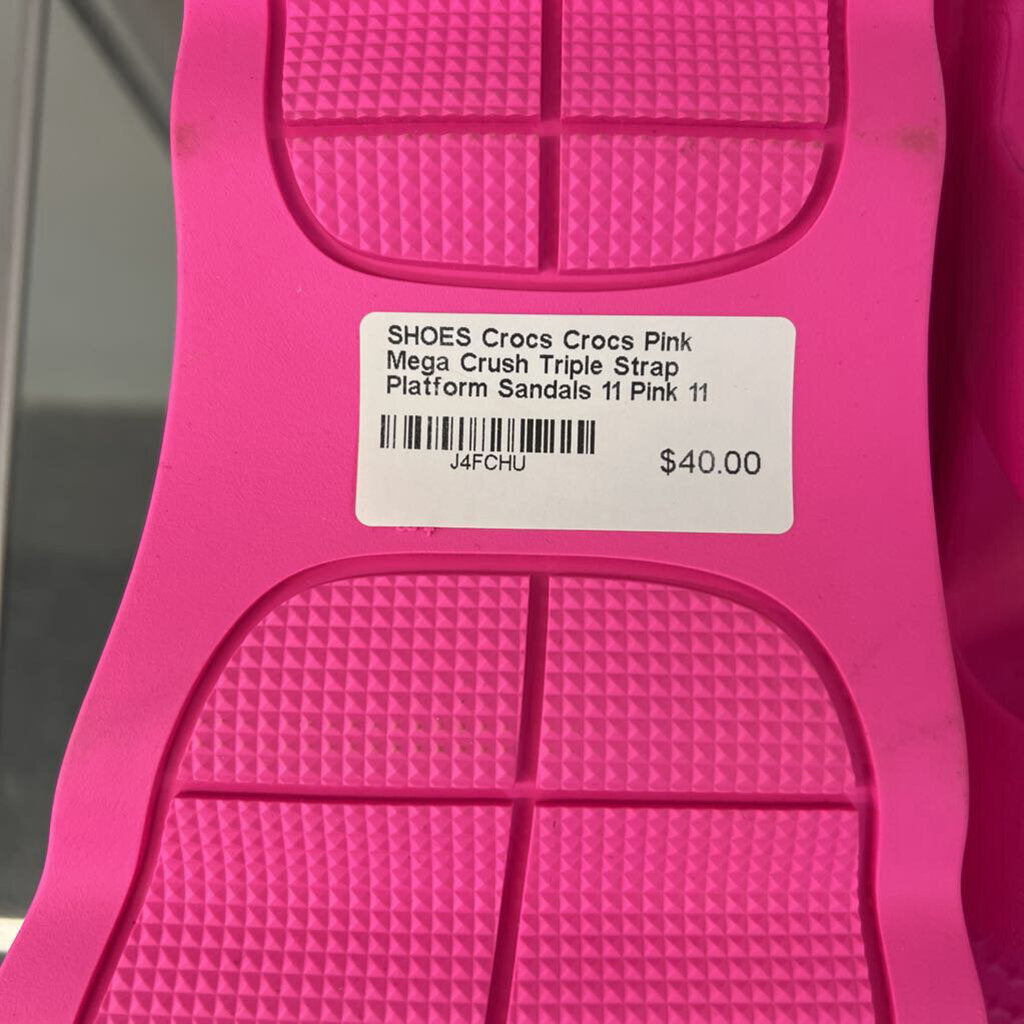 SHOES Crocs Crocs Pink
Mega Crush Triple Strap
Platform Sandals 11 Pink 11
J4FCHU
$40.00